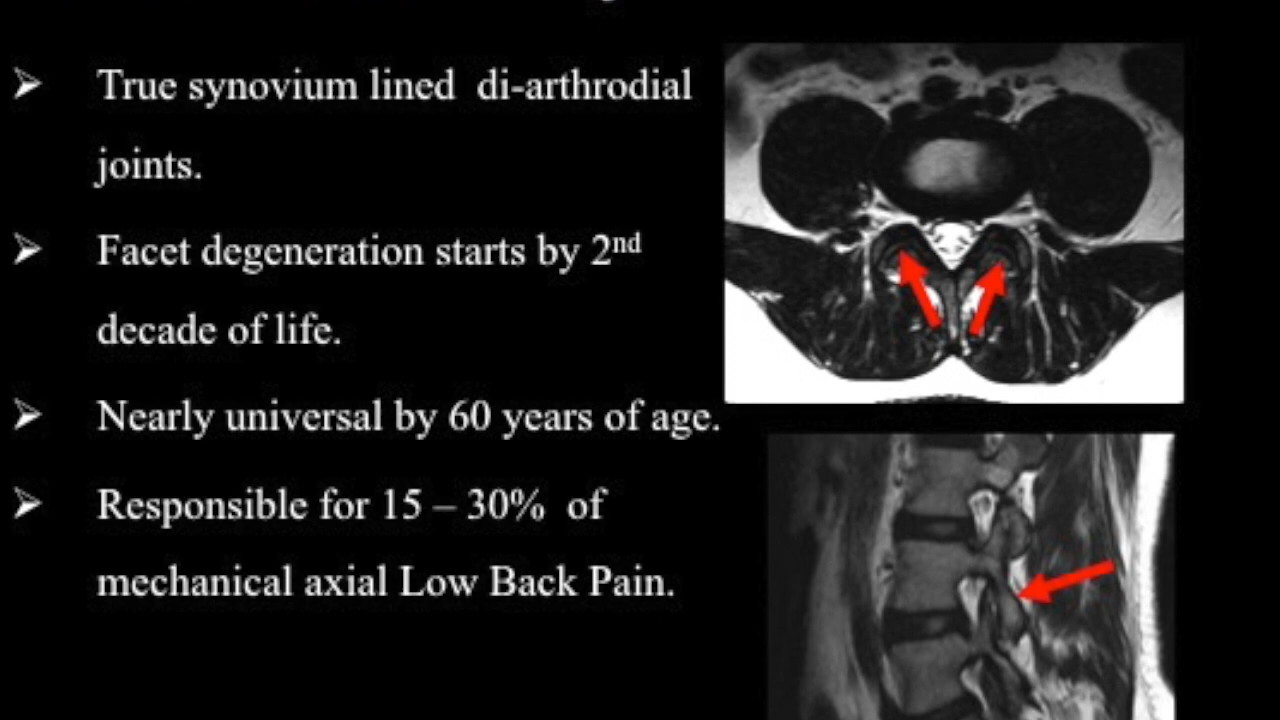 ➢ True synovium lined di-arthrodial
joints.
➢ Facet degeneration starts by 2nd
decade of life.
➢ Nearly universal by 60 years of age.
➢ Responsible for 15 – 30% of
mechanical axial Low Back Pain.